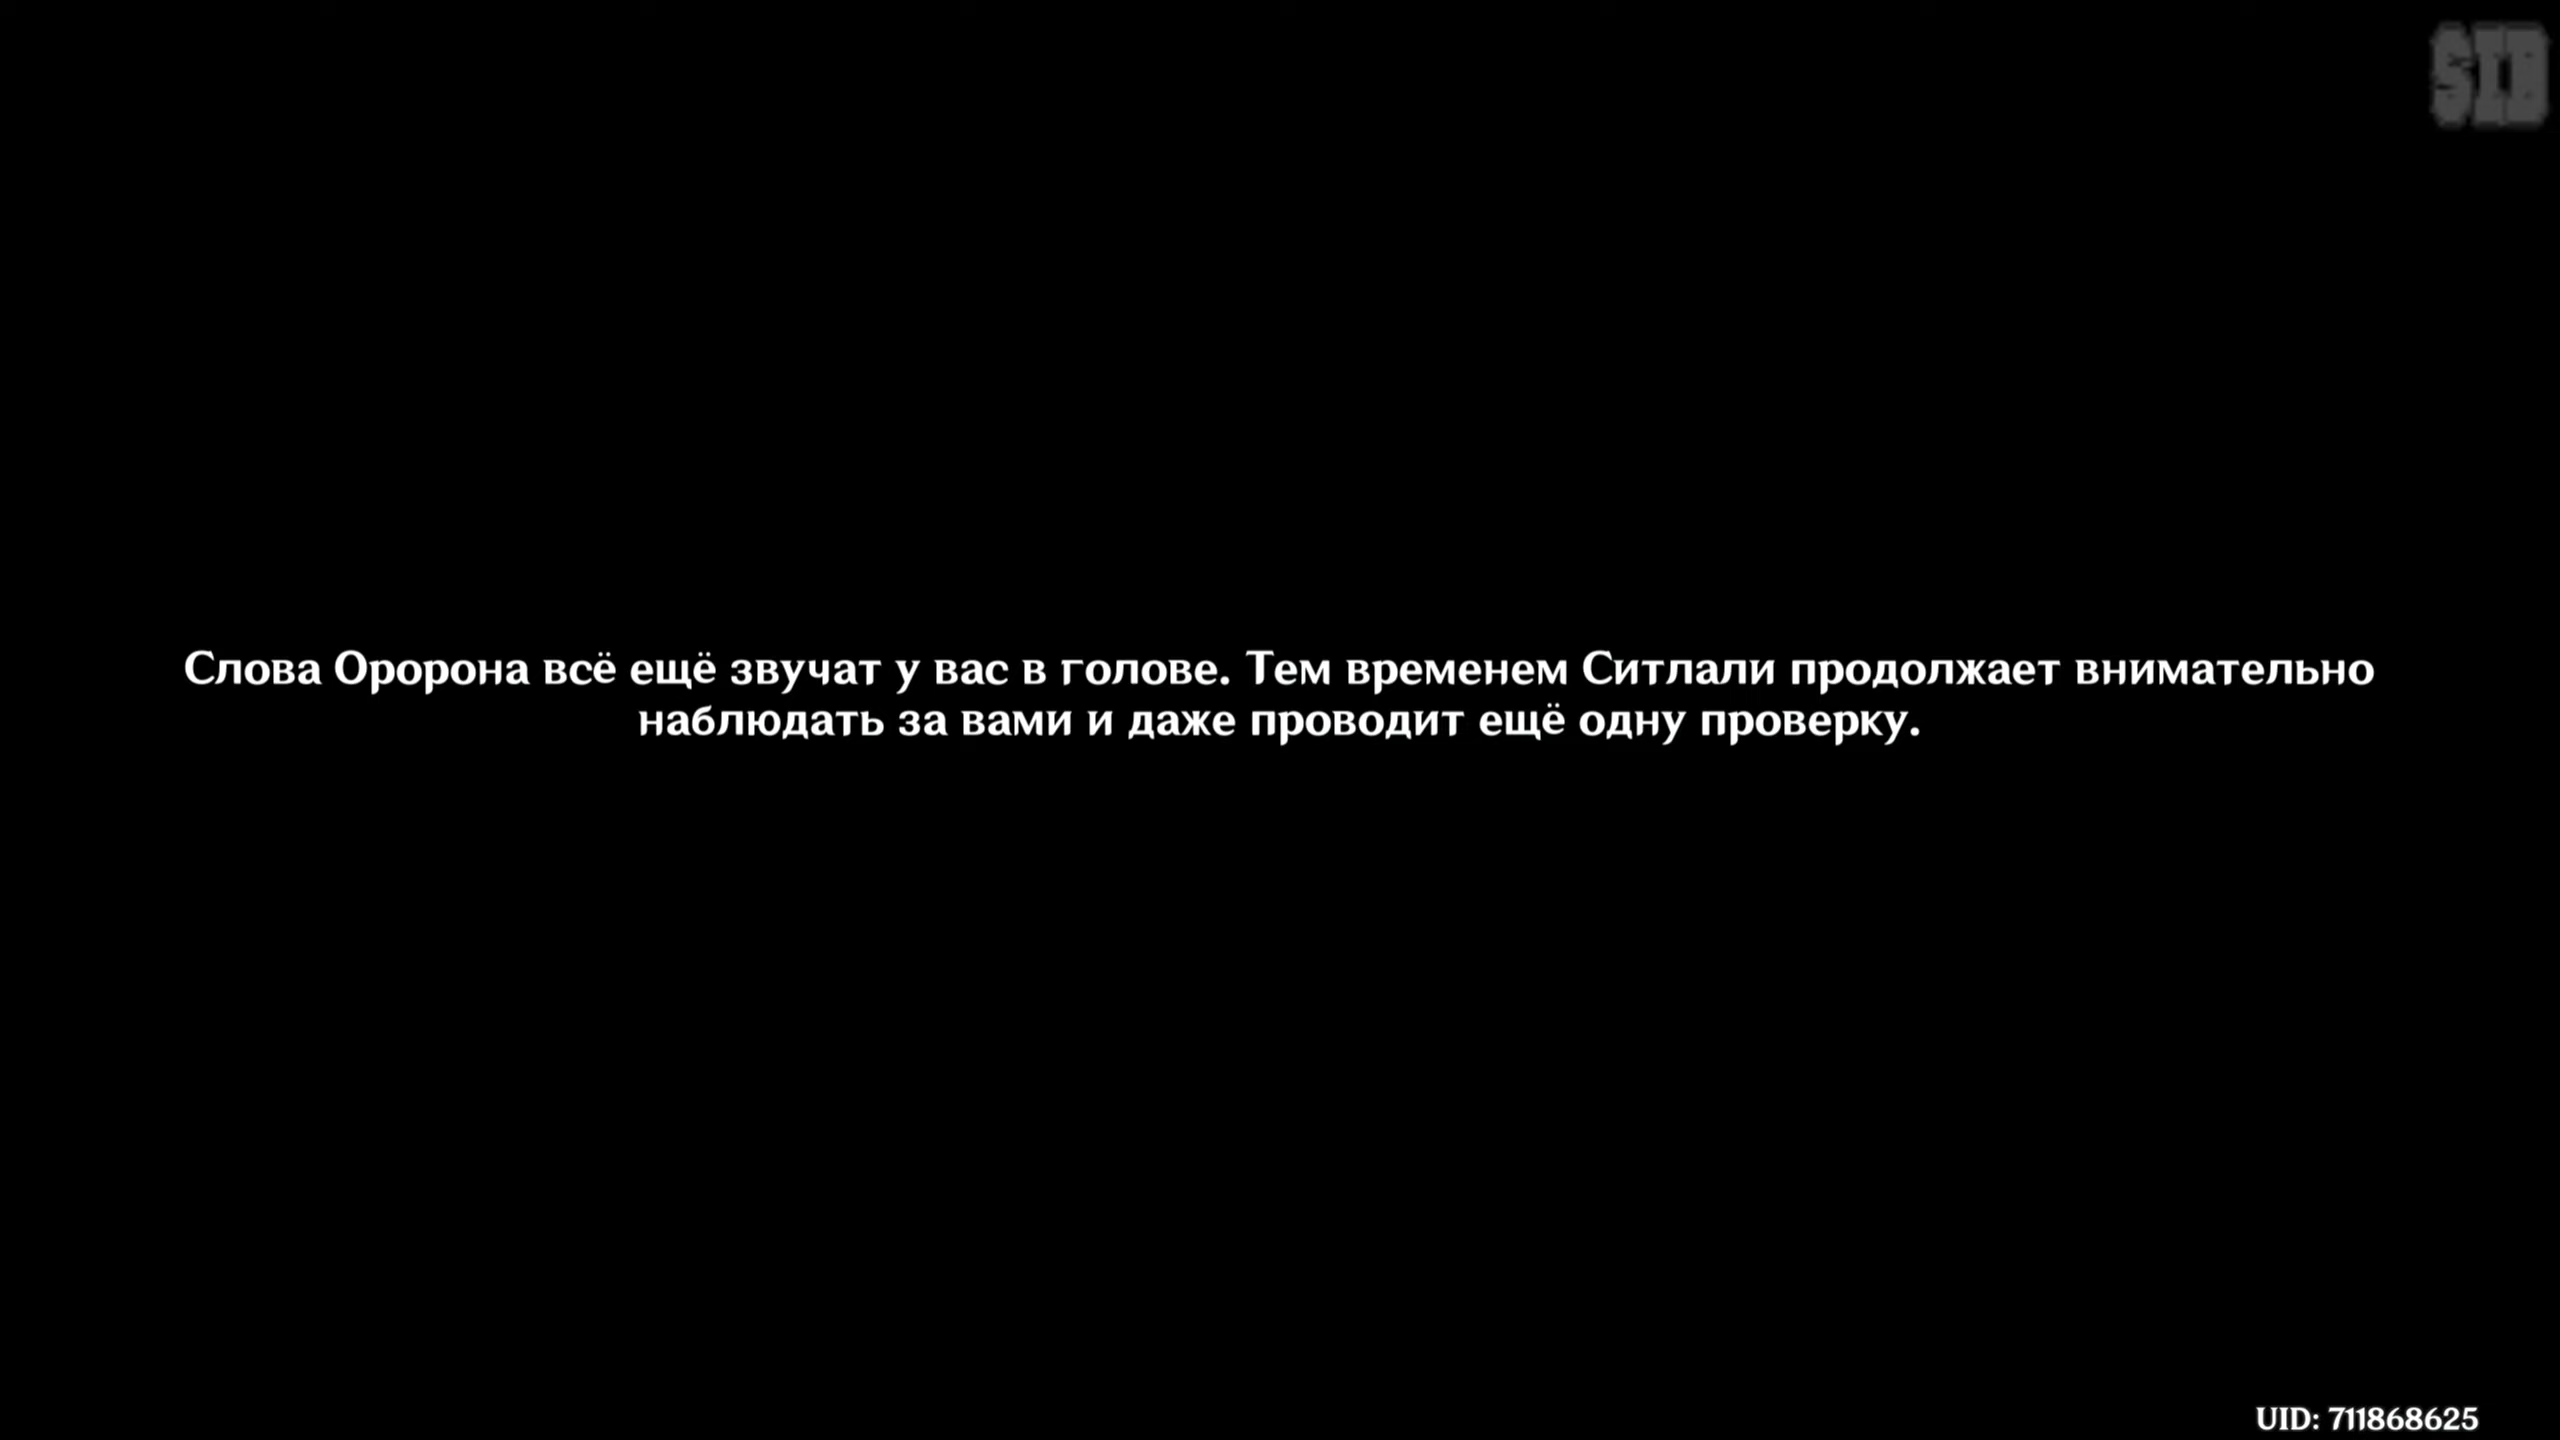 SIB
Слова Оророна всё ещё звучат у вас в голове. Тем временем Ситлали продолжает внимательно
наблюдать за вами и даже проводит ещё одну проверку.
UID: 711868625